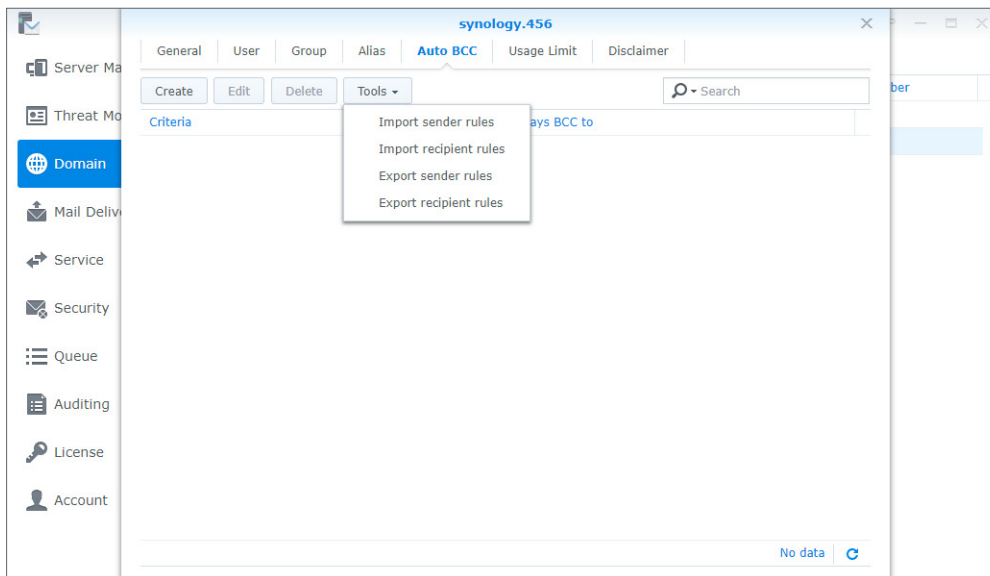 synology.456
General User Group Alias Auto BCC Usage Limit Disclaimer
Server Ma
Create Edit Delete Tools Search
ber
Threat Mo
Criteria ays BCC to
Import sender rules
Import recipient rules
Export sender rules
Export recipient rules
Domain
Mail Delive
Service
Security
Queue
Auditing
License
Account
No data